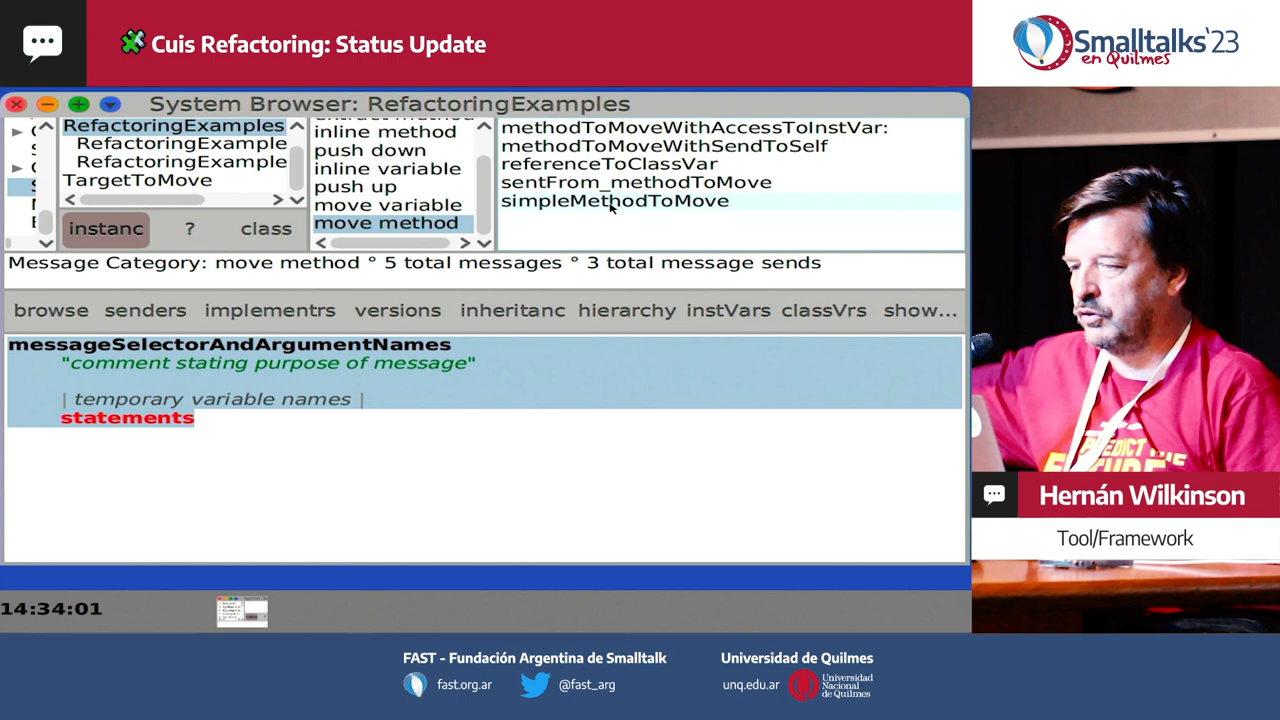 Cuis Refactoring: Status Update
Smalltalks'23
en Quilmes
System Browser: RefactoringExamples
RefactoringExamples
RefactoringExample
RefactoringExample
TargetToMove
instanc ? class
inline method
push down
inline variable
push up
move variable
move method
methodToMoveWithAccessToInstVar:
methodToMoveWithSendToSelf
referenceToClassVar
sentFrom_methodToMove
simpleMethodToMove
Message Category: move method ° 5 total messages ° 3 total message sends
browse senders implementrs versions inheritanc hierarchy instVars classVrs show...
messageSelectorAndArgumentNames
"comment stating purpose of message"
| temporary variable names |
statements
14:34:01
PREDICT THE
FUTURE
Hernán Wilkinson
Tool/Framework
FAST - Fundación Argentina de Smalltalk
fast.org.ar @fast_arg
Universidad de Quilmes
unq.edu.ar
Universidad
Nacional
de Quilmes